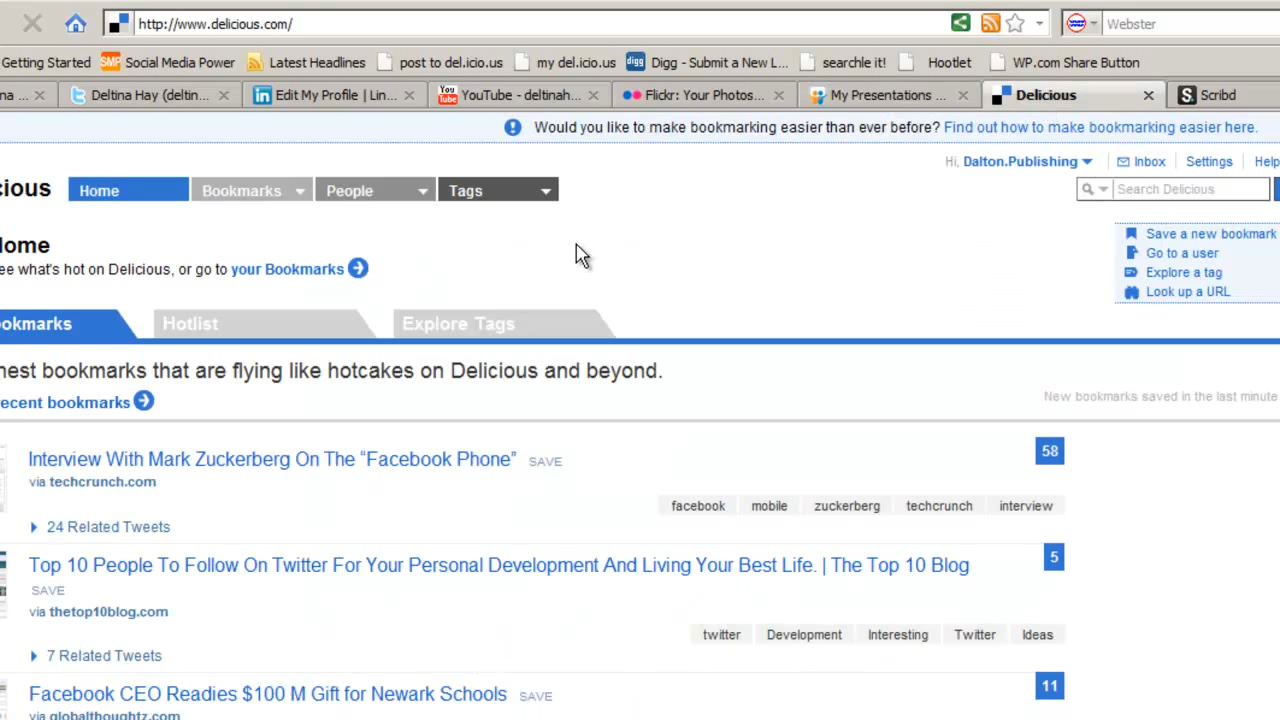 http://www.delicious.com/
Webster
Getting Started
Social Media Power
Latest Headlines
post to del.icio.us
my del.icio.us
Digg - Submit a New L...
searchle it!
Hootlet
WP.com Share Button
na ...
Deltina Hay (deltin...
Edit My Profile | Lin...
YouTube - deltinah...
Flickr: Your Photos...
My Presentations ...
Delicious
Scribd
Would you like to make bookmarking easier than ever before? Find out how to make bookmarking easier here.
Hi, Dalton.Publishing
Inbox
Settings
Help
cious
Home
Bookmarks
People
Tags
Search Delicious
Home
ee what's hot on Delicious, or go to your Bookmarks
Save a new bookmark
Go to a user
Explore a tag
Look up a URL
ookmarks
Hotlist
Explore Tags
hest bookmarks that are flying like hotcakes on Delicious and beyond.
recent bookmarks
New bookmarks saved in the last minute
Interview With Mark Zuckerberg On The “Facebook Phone” SAVE
58
via techcrunch.com
facebook mobile zuckerberg techcrunch interview
24 Related Tweets
Top 10 People To Follow On Twitter For Your Personal Development And Living Your Best Life. | The Top 10 Blog
5
SAVE
via thetop10blog.com
twitter Development Interesting Twitter Ideas
7 Related Tweets
Facebook CEO Readies $100 M Gift for Newark Schools SAVE
11
via globalthoughtz.com